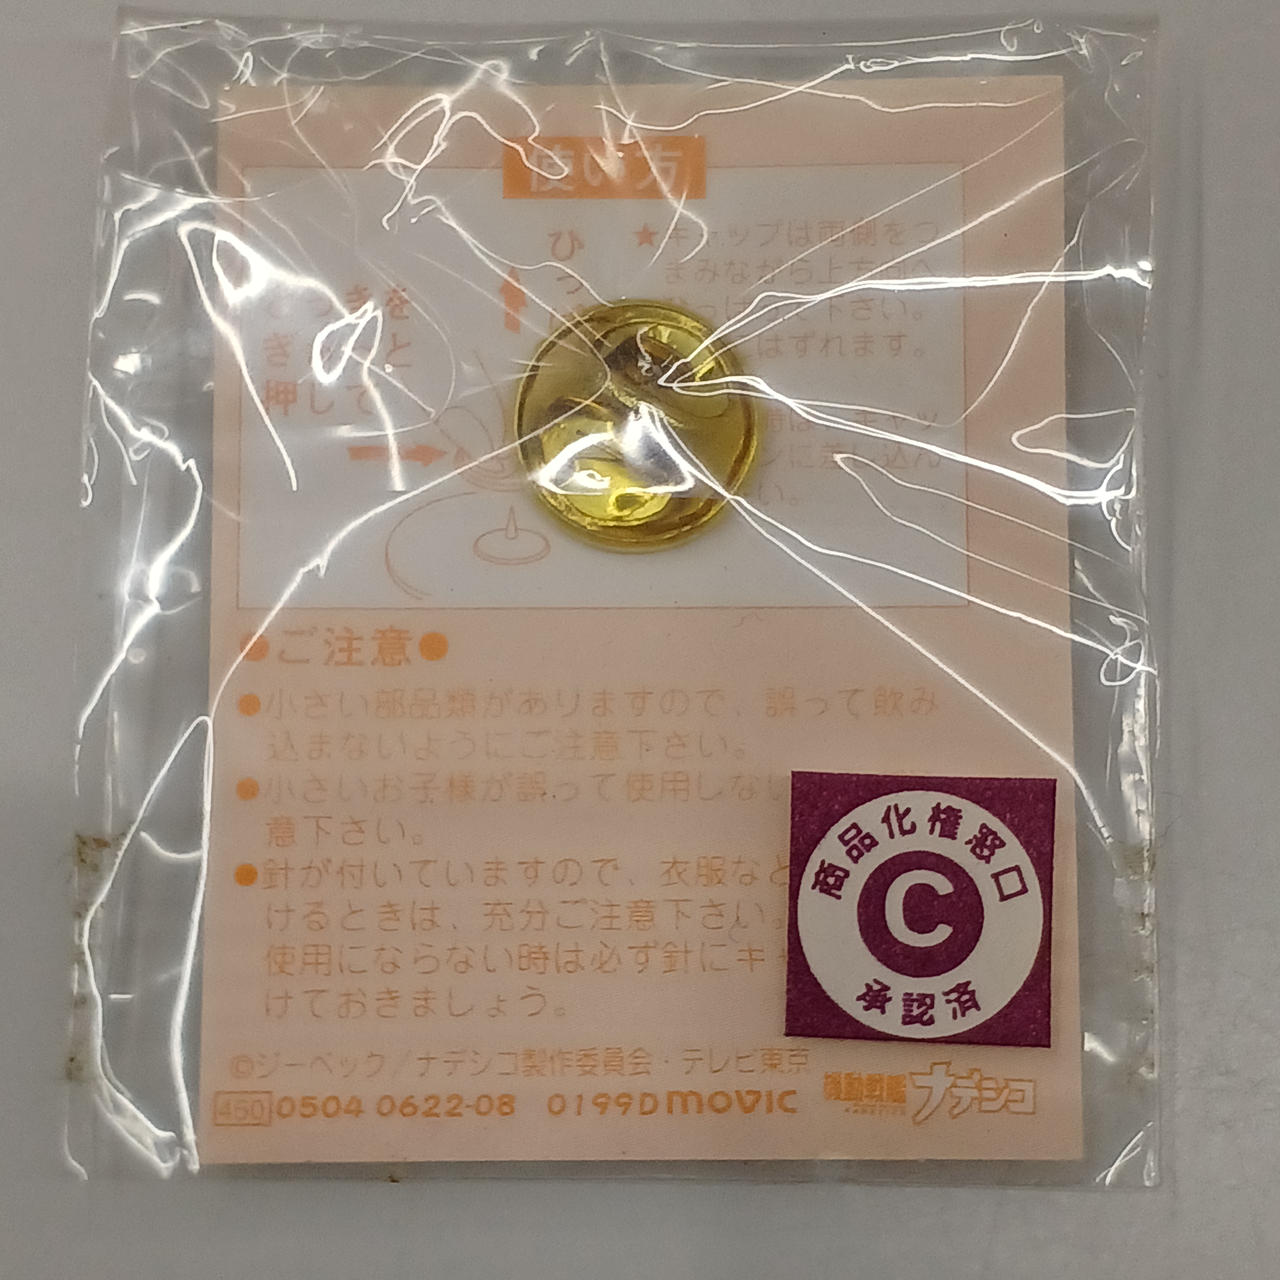 使い方
ひっ
★キャップは両側をつ
まみながら上方向へ
下さい。
はずれます。
押して
●ご注意●
●小さい部品類がありますので、誤って飲み
込まないようにご注意下さい。
●小さいお子様が誤って使用しない
意下さい。
●針が付いていますので、衣服など
けるときは、充分ご注意下さい。
使用にならない時は必ず針にキ
けておきましょう。
商品化権窓口
C
承認済
©ジーベック/ナデシコ製作委員会・テレビ東京
450 0504 0622-08 0199D movic 機動戦艦ナデシコ